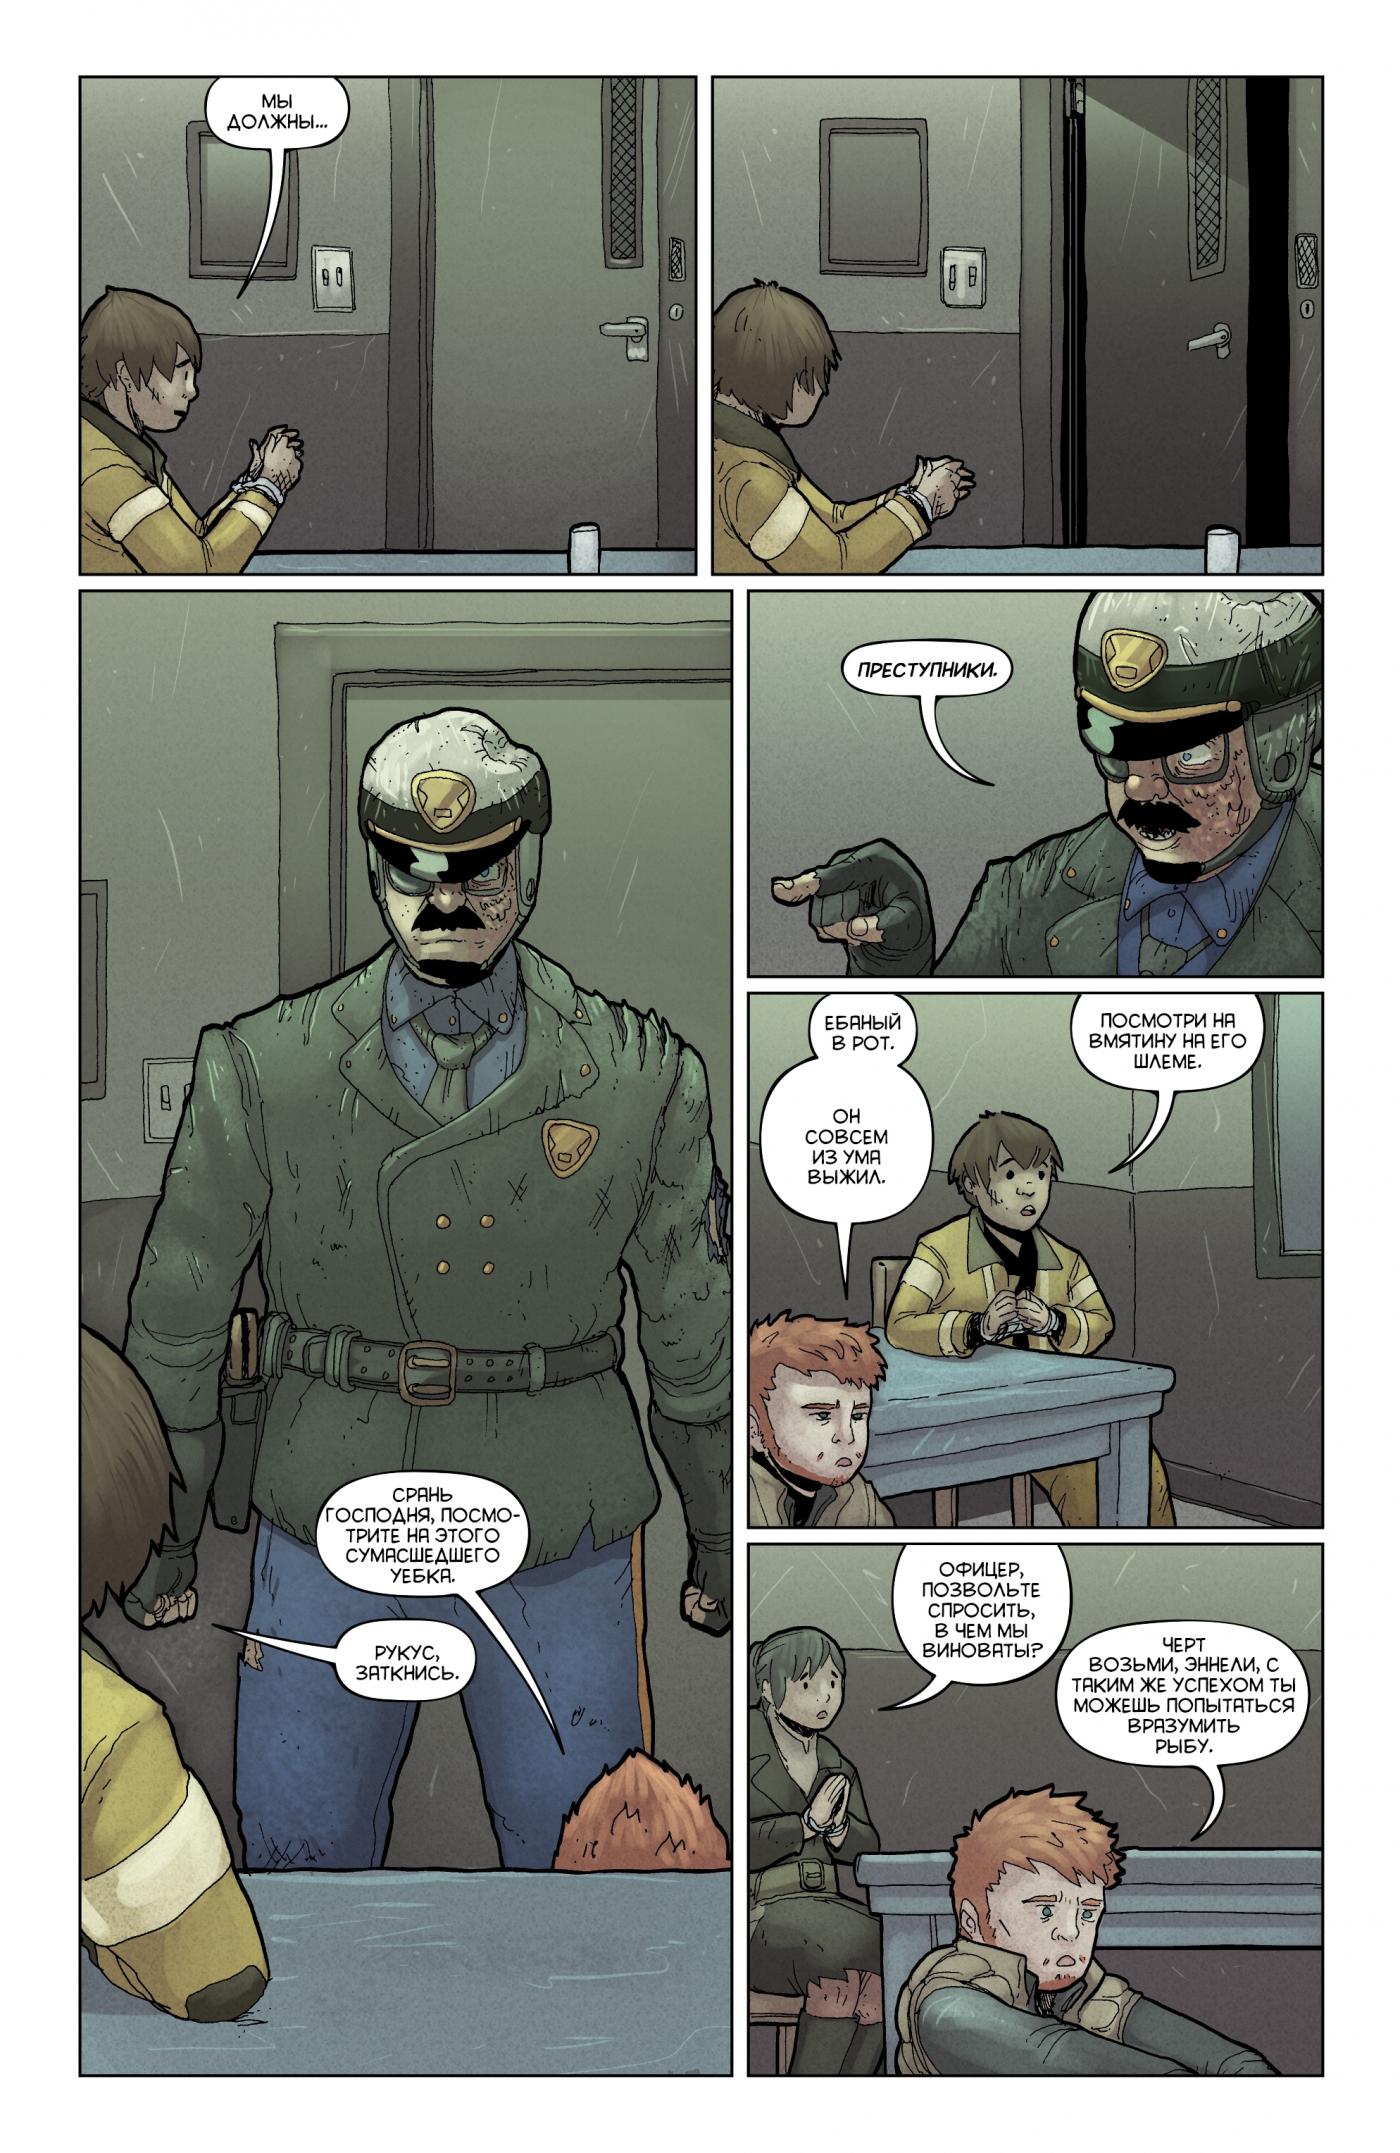 МЫ
ДОЛЖНЫ...
СРАНЬ
ГОСПОДНЯ, ПОСМО-
ТРИТЕ НА ЭТОГО
СУМАСШЕДШЕГО
УЕБКА.
РУКУС,
ЗАТКНИСЬ.
ПРЕСТУПНИКИ.
ЕБАНЫЙ
В РОТ.
ОН
СОВСЕМ
ИЗ УМА
ВЫЖИЛ.
ПОСМОТРИ НА
ВМЯТИНУ НА ЕГО
ШЛЕМЕ.
ОФИЦЕР,
ПОЗВОЛЬТЕ
СПРОСИТЬ,
В ЧЕМ МЫ
ВИНОВАТЫ?
ЧЕРТ
ВОЗЬМИ, ЭННЕЛИ, С
ТАКИМ ЖЕ УСПЕХОМ ТЫ
МОЖЕШЬ ПОПЫТАТЬСЯ
ВРАЗУМИТЬ
РЫБУ.